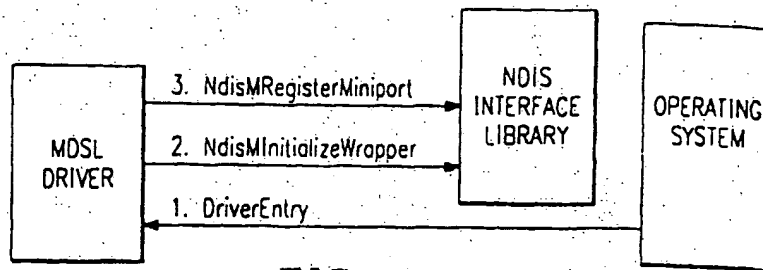 MDSL
DRIVER
3. NdisMRegisterMiniport
2. NdisMInitializeWrapper
1. DriverEntry
NDIS
INTERFACE
LIBRARY
OPERATING
SYSTEM